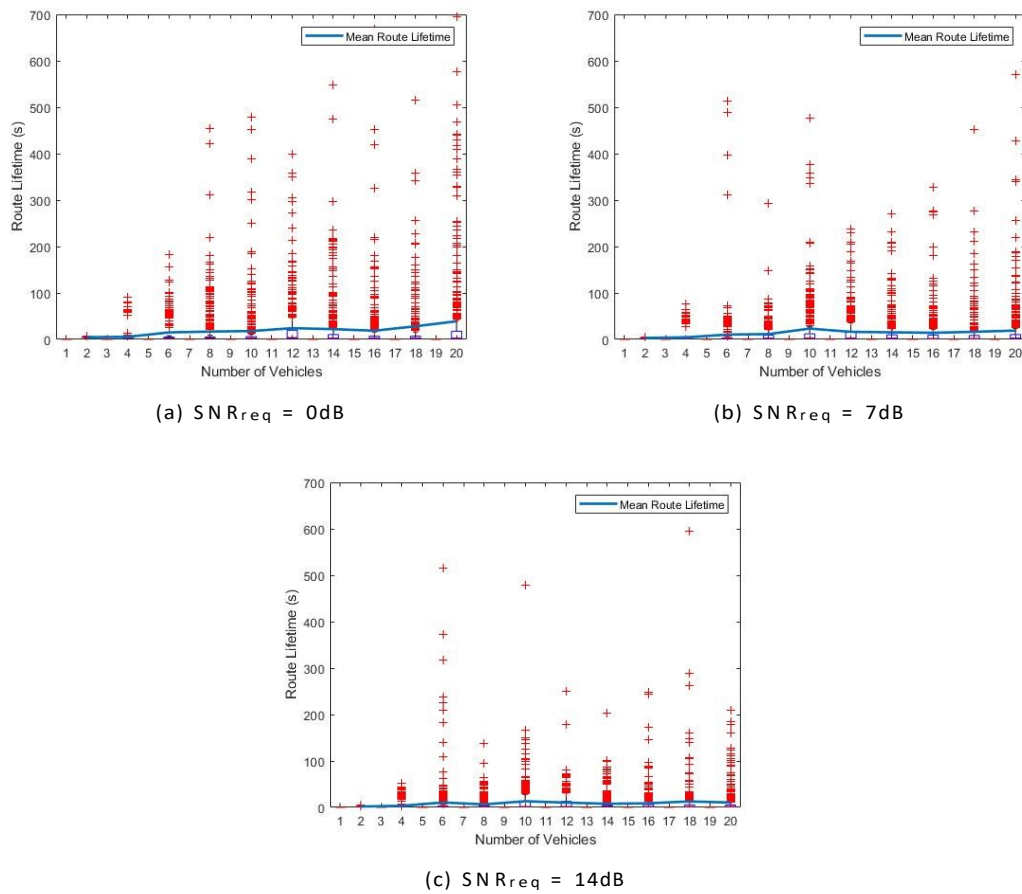 700
600
500
400
300
200
100
0
Route Lifetime (s)
Mean Route Lifetime
1 2 3 4 5 6 7 8 9 10 11 12 13 14 15 16 17 18 19 20
Number of Vehicles
(a) SNRreq = 0dB
700
600
500
400
300
200
100
0
Route Lifetime (s)
Mean Route Lifetime
1 2 3 4 5 6 7 8 9 10 11 12 13 14 15 16 17 18 19 20
Number of Vehicles
(b) SNRreq = 7dB
700
600
500
400
300
200
100
0
Route Lifetime (s)
Mean Route Lifetime
1 2 3 4 5 6 7 8 9 10 11 12 13 14 15 16 17 18 19 20
Number of Vehicles
(c) SNRreq = 14dB